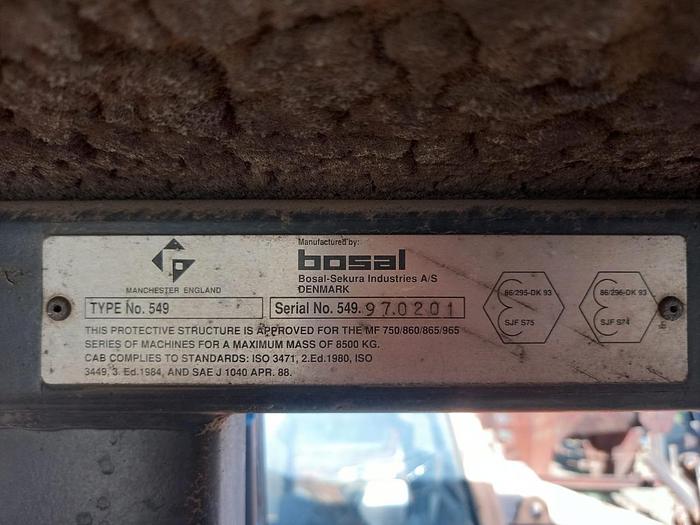 Manufactured by:
bosal
Bosal-Sekura Industries A/S
DENMARK
MANCHESTER ENGLAND
TYPE No. 549
Serial No. 549. 970201
86/295-DK 93
SJF S75
86/296-DK 93
SJF S74
THIS PROTECTIVE STRUCTURE IS APPROVED FOR THE MF 750/860/865/965
SERIES OF MACHINES FOR A MAXIMUM MASS OF 8500 KG.
CAB COMPLIES TO STANDARDS: ISO 3471, 2.Ed.1980, ISO
3449, 3. Ed.1984, AND SAE J 1040 APR. 88.